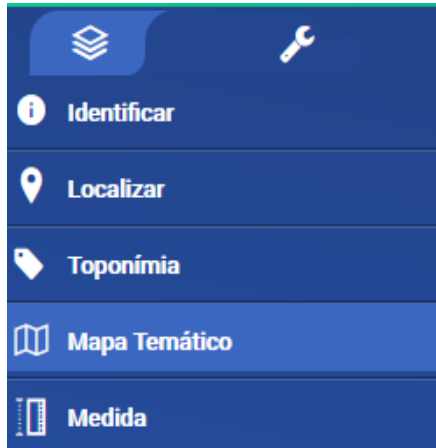 Identificar
Localizar
Toponímia
Mapa Temático
Medida